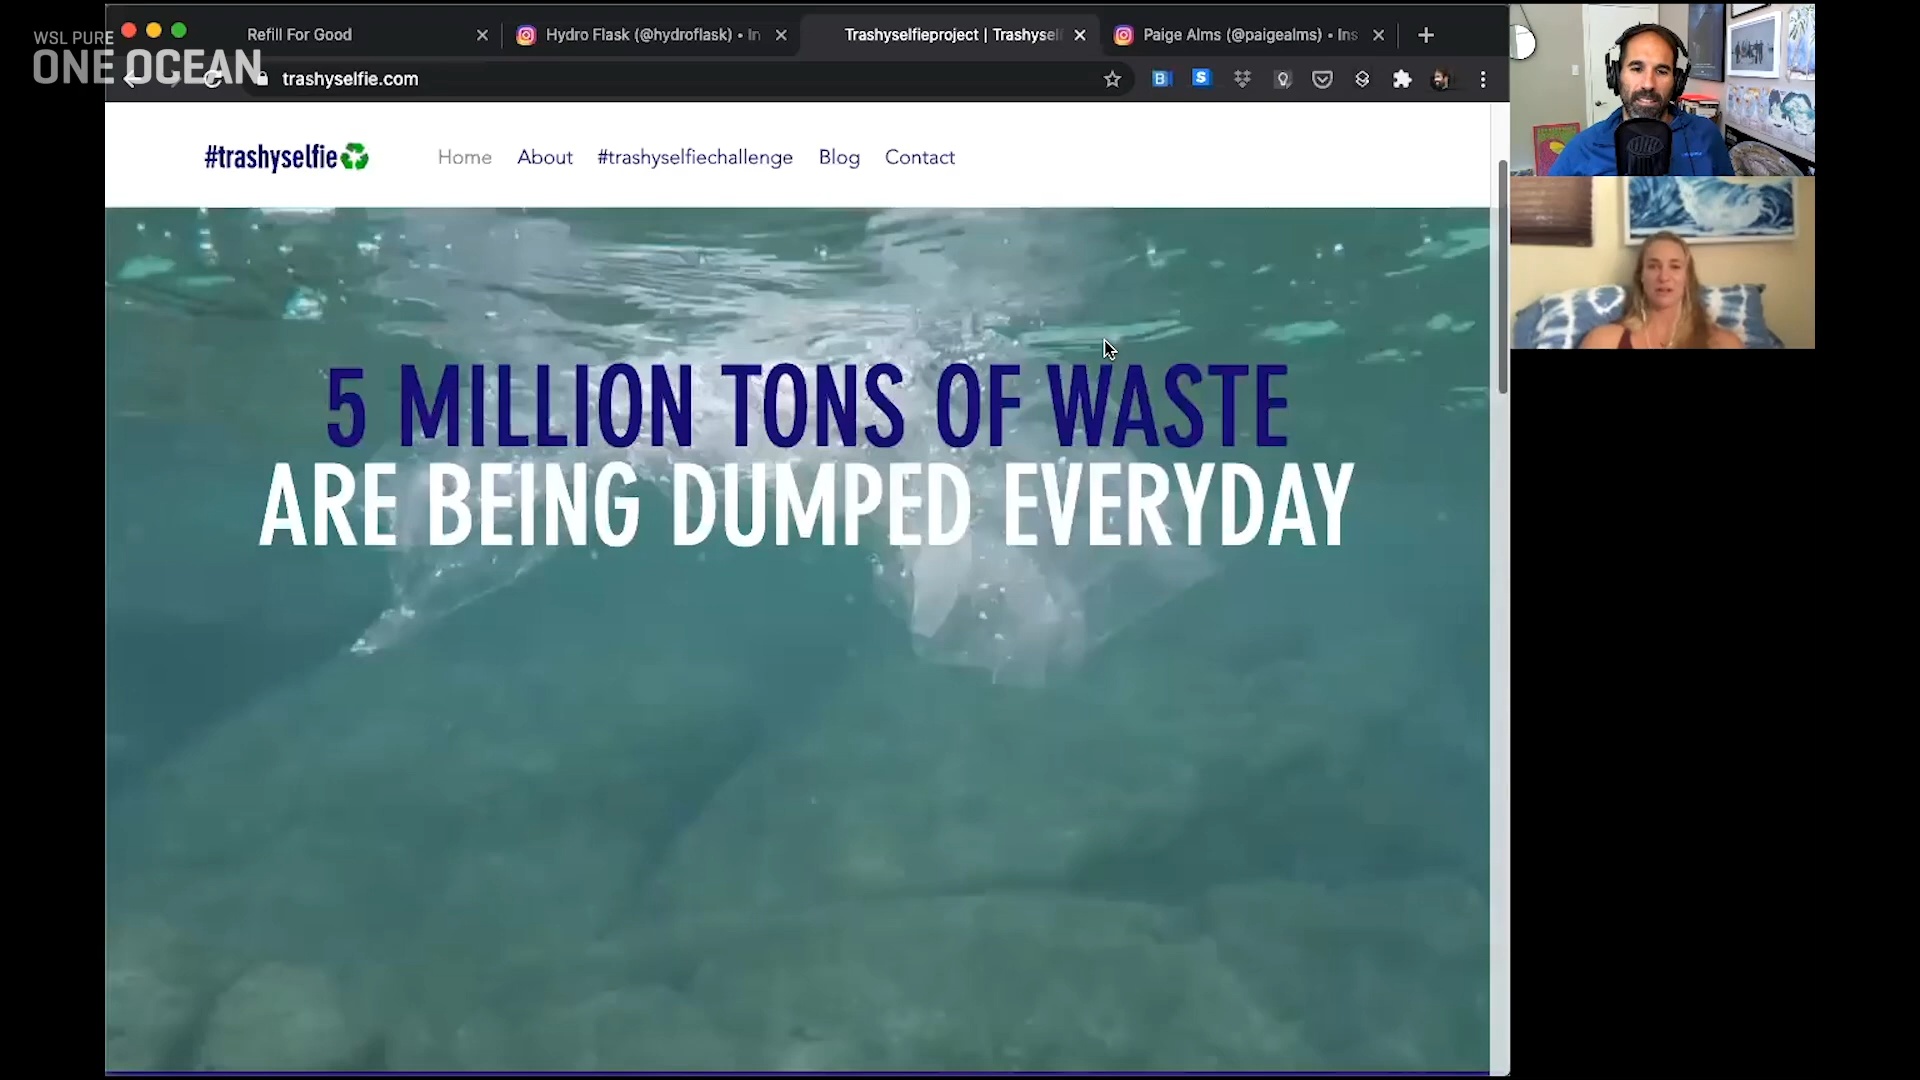 WSL PURE
ONE OCEAN
Refill For Good
Hydro Flask (@hydroflask) • In
Trashyselfieproject | Trashysel
Paige Alms (@paigealms) • Ins
trashyselfie.com
#trashyselfie
Home
About
#trashyselfiechallenge
Blog
Contact
5 MILLION TONS OF WASTE
ARE BEING DUMPED EVERYDAY